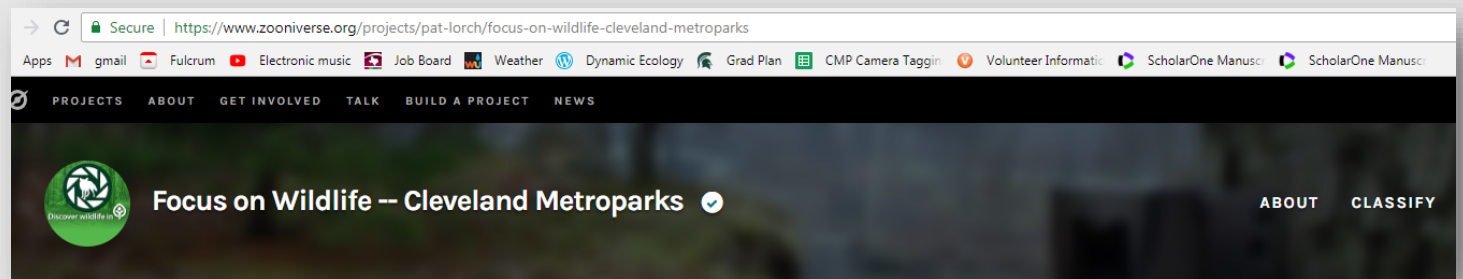 Secure | https://www.zooniverse.org/projects/pat-lorch/focus-on-wildlife-cleveland-metroparks
Apps gmail Fulcrum Electronic music Job Board Weather Dynamic Ecology Grad Plan CMP Camera Taggin Volunteer Informatic ScholarOne Manuscr ScholarOne Manuscr
PROJECTS ABOUT GET INVOLVED TALK BUILD A PROJECT NEWS
Discover wildlife in
Focus on Wildlife -- Cleveland Metroparks
ABOUT CLASSIFY